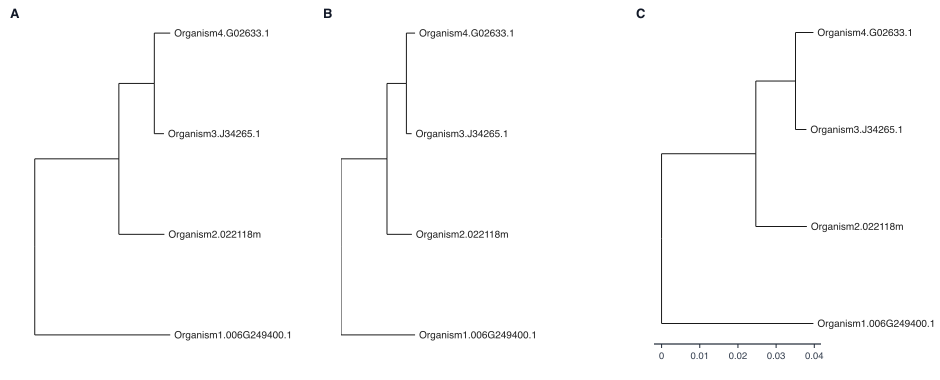 A
B
C
Organism4.G02633.1
Organism3.J34265.1
Organism2.022118m
Organism1.006G249400.1
Organism4.G02633.1
Organism3.J34265.1
Organism2.022118m
Organism1.006G249400.1
Organism4.G02633.1
Organism3.J34265.1
Organism2.022118m
Organism1.006G249400.1
0 0.01 0.02 0.03 0.04